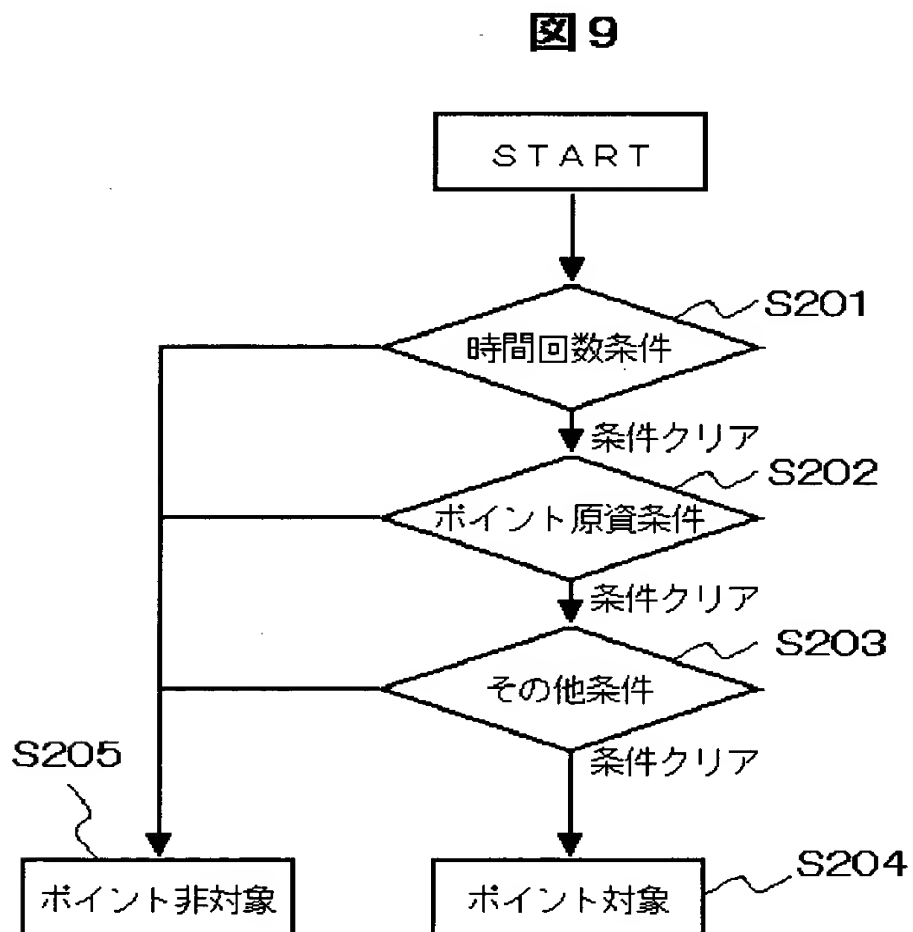 図9
START
S201
時間回数条件
条件クリア
S202
ポイント原資条件
条件クリア
S203
その他条件
条件クリア
S205
S204
ポイント非対象
ポイント対象